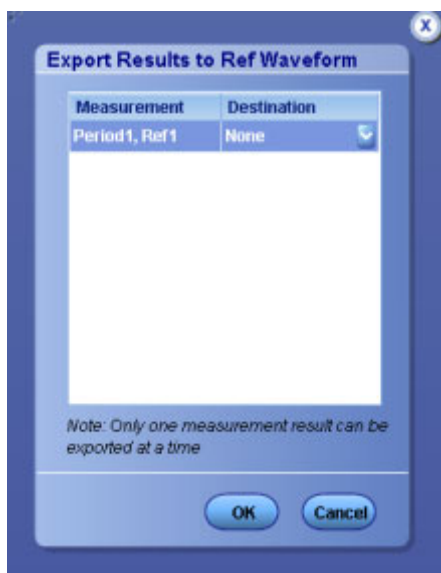 X
Export Results to Ref Waveform
Measurement Destination
Period1, Ref1 None
Note: Only one measurement result can be
exported at a time
OK Cancel